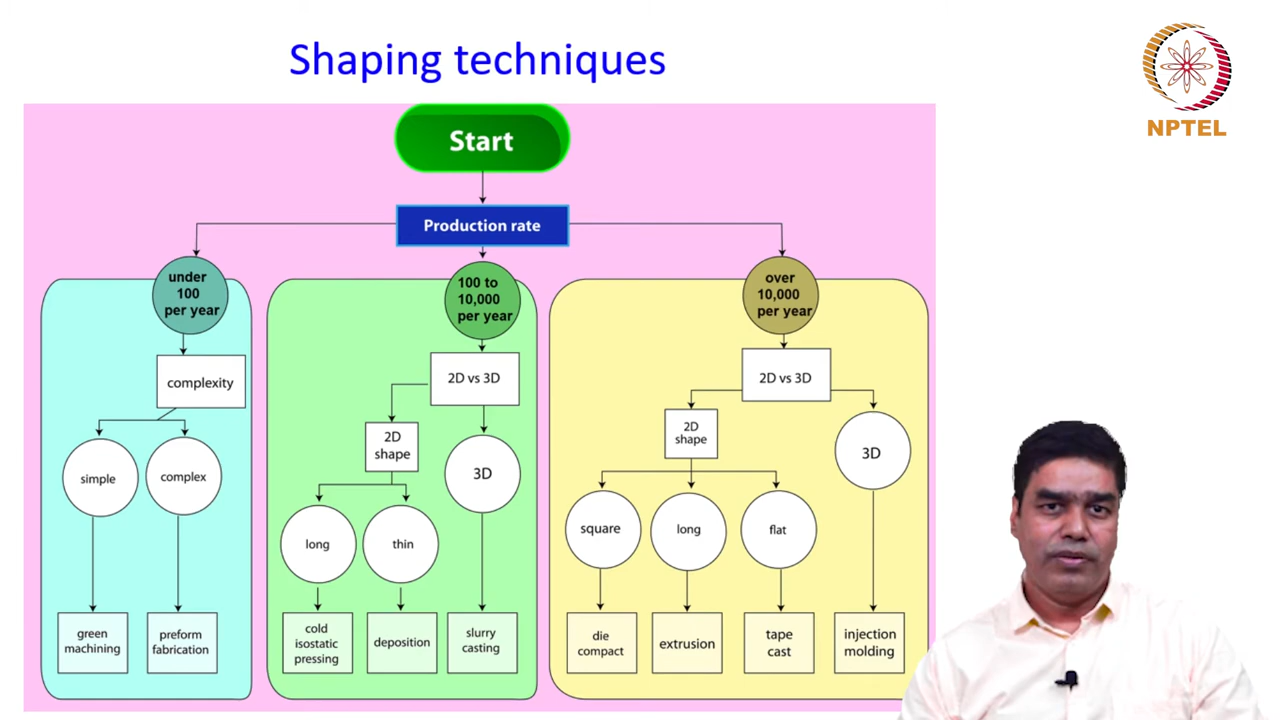 Shaping techniques
NPTEL
Start
Production rate
under
100
per year
100 to
10,000
per year
over
10,000
per year
complexity
2D vs 3D
2D vs 3D
simple
complex
2D
shape
3D
2D
shape
3D
long
thin
square
long
flat
green
machining
preform
fabrication
cold
isostatic
pressing
deposition
slurry
casting
die
compact
extrusion
tape
cast
injection
molding